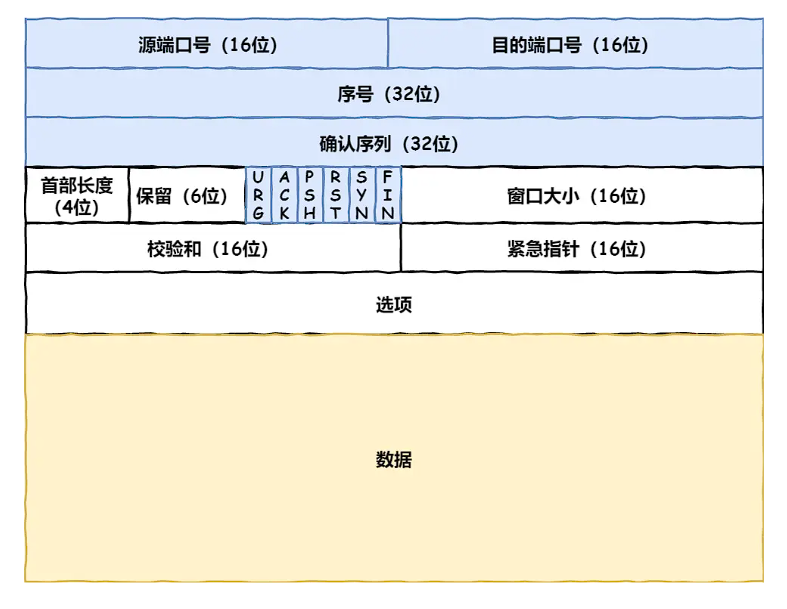 源端口号（16位）
目的端口号（16位）
序号（32位）
确认序列（32位）
首部长度
（4位）
保留（6位）
URG
ACK
PSH
RST
SYN
FIN
窗口大小（16位）
校验和（16位）
紧急指针（16位）
选项
数据